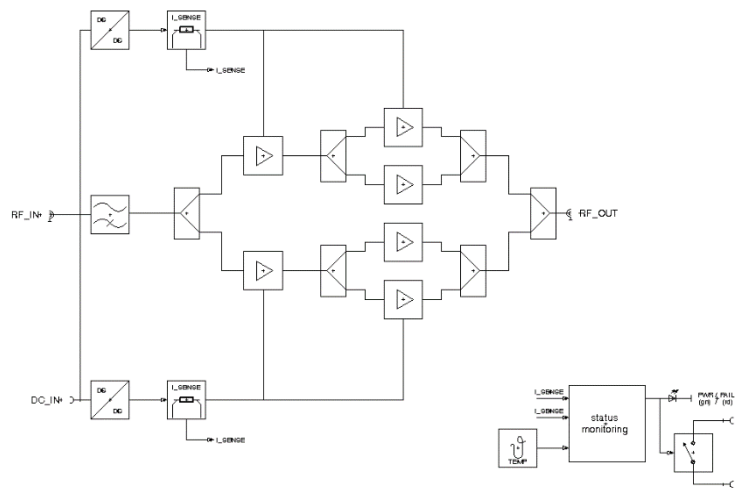 DC
I_SENSE
DC
I_SENSE
RF_IN
RF_OUT
DC_IN
DC
I_SENSE
DC
I_SENSE
I_SENSE
I_SENSE
status
monitoring
TEMP
PWR / FAIL
(gn) (rd)